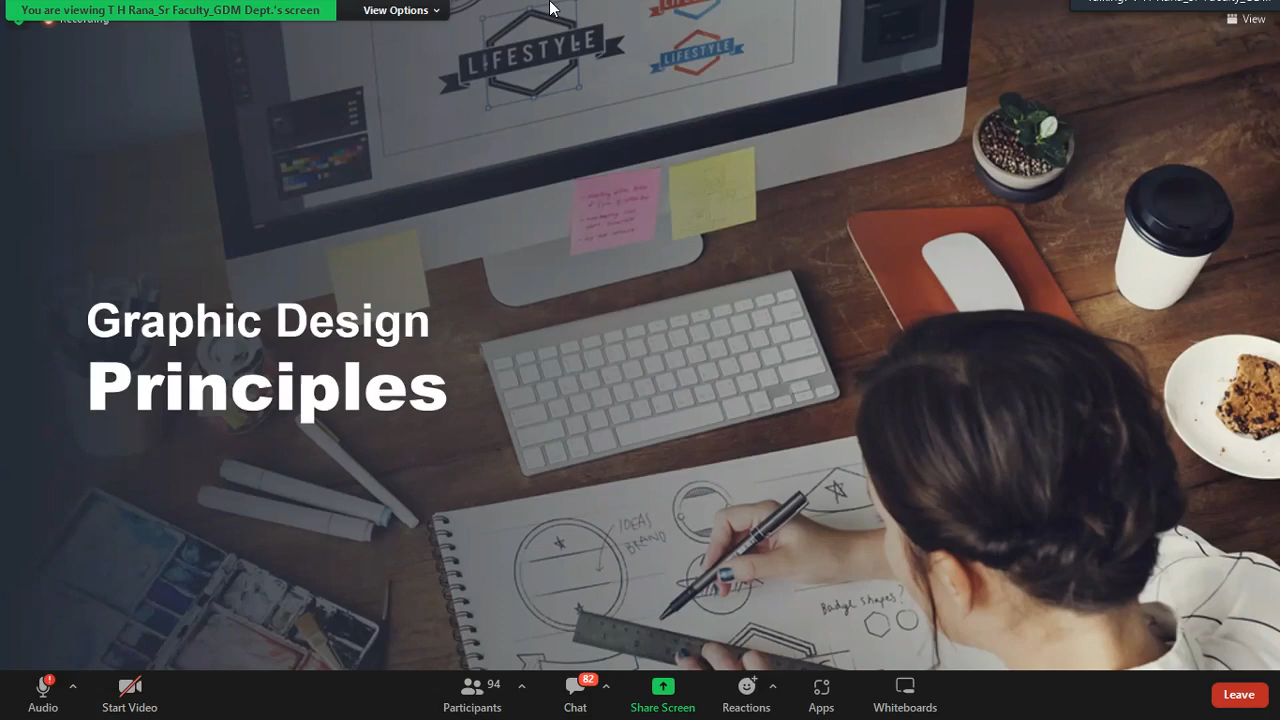 You are viewing T H Rana_Sr Faculty_GDM Dept.'s screen
View Options
Recording
View
LIFESTYLE
LIFESTYLE
Graphic Design
Principles
IDEAS
BRAND
Badge shapes?
Audio
Start Video
94
Participants
82
Chat
Share Screen
Reactions
Apps
Whiteboards
Leave